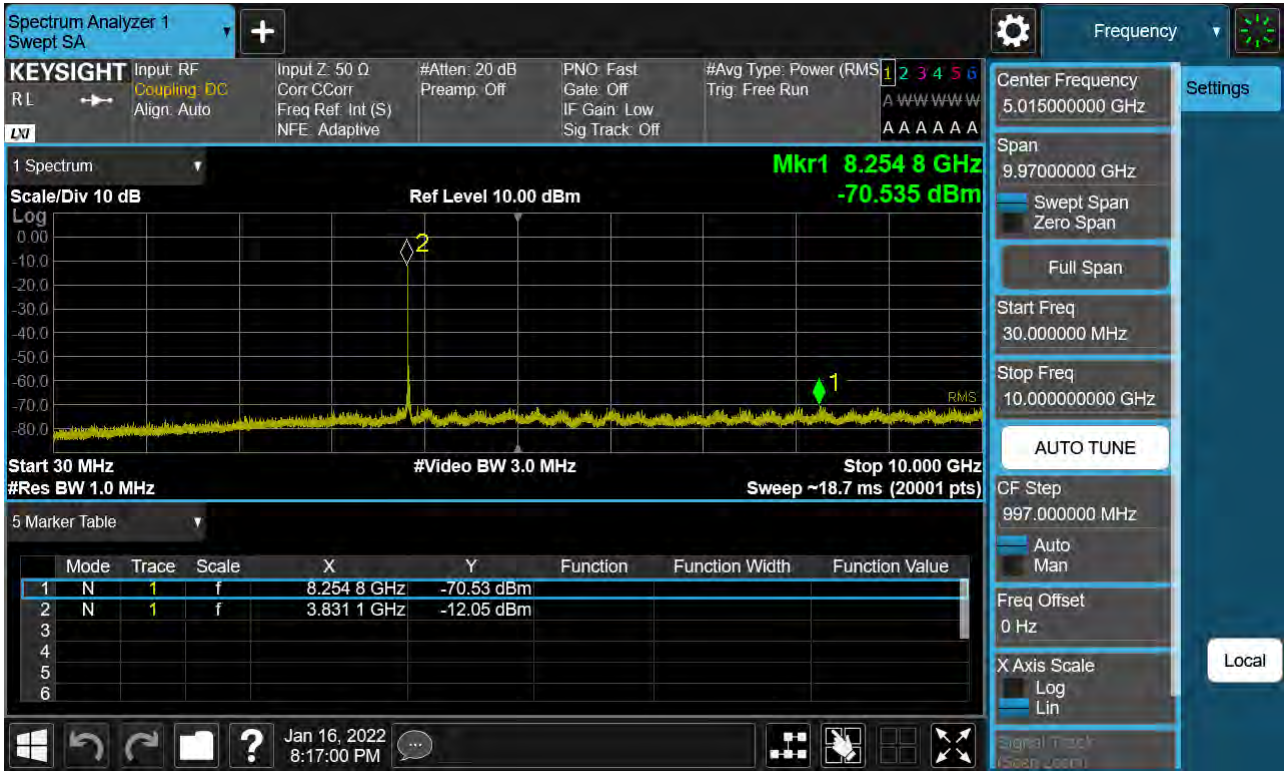 Spectrum Analyzer 1
Swept SA
Frequency
KEYSIGHT
RL
LXI
Input: RF
Coupling: DC
Align: Auto
Input Z: 50 Ω
Corr CCorr
Freq Ref: Int (S)
NFE: Adaptive
#Atten: 20 dB
Preamp: Off
PNO: Fast
Gate: Off
IF Gain: Low
Sig Track: Off
#Avg Type: Power (RMS
Trig: Free Run
1 2 3 4 5 6
A W W W W W
A A A A A A
1 Spectrum
Mkr1 8.254 8 GHz
-70.535 dBm
Scale/Div 10 dB
Ref Level 10.00 dBm
Log
0.00
-10.0
-20.0
-30.0
-40.0
-50.0
-60.0
-70.0
-80.0
2
1
RMS
Start 30 MHz
#Video BW 3.0 MHz
Stop 10.000 GHz
#Res BW 1.0 MHz
Sweep ~18.7 ms (20001 pts)
5 Marker Table
Mode Trace Scale X Y Function Function Width Function Value
1 N 1 f 8.254 8 GHz -70.53 dBm
2 N 1 f 3.831 1 GHz -12.05 dBm
3
4
5
6
Jan 16, 2022
8:17:00 PM
Center Frequency
5.015000000 GHz
Settings
Span
9.97000000 GHz
Swept Span
Zero Span
Full Span
Start Freq
30.000000 MHz
Stop Freq
10.000000000 GHz
AUTO TUNE
CF Step
997.000000 MHz
Auto
Man
Freq Offset
0 Hz
X Axis Scale
Log
Lin
Local
Signal Track
(Span Zoom)